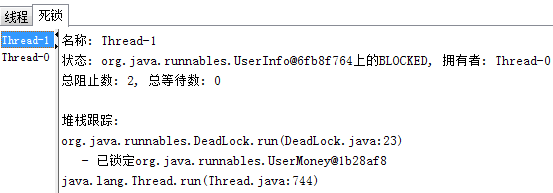 线程 死锁
Thread-1
Thread-0
名称: Thread-1
状态: org.java.runnables.UserInfo@6fb8f764上的BLOCKED, 拥有者: Thread-0
总阻止数: 2, 总等待数: 0
堆栈跟踪:
org.java.runnables.DeadLock.run(DeadLock.java:23)
- 已锁定org.java.runnables.UserMoney@1b28af8
java.lang.Thread.run(Thread.java:744)